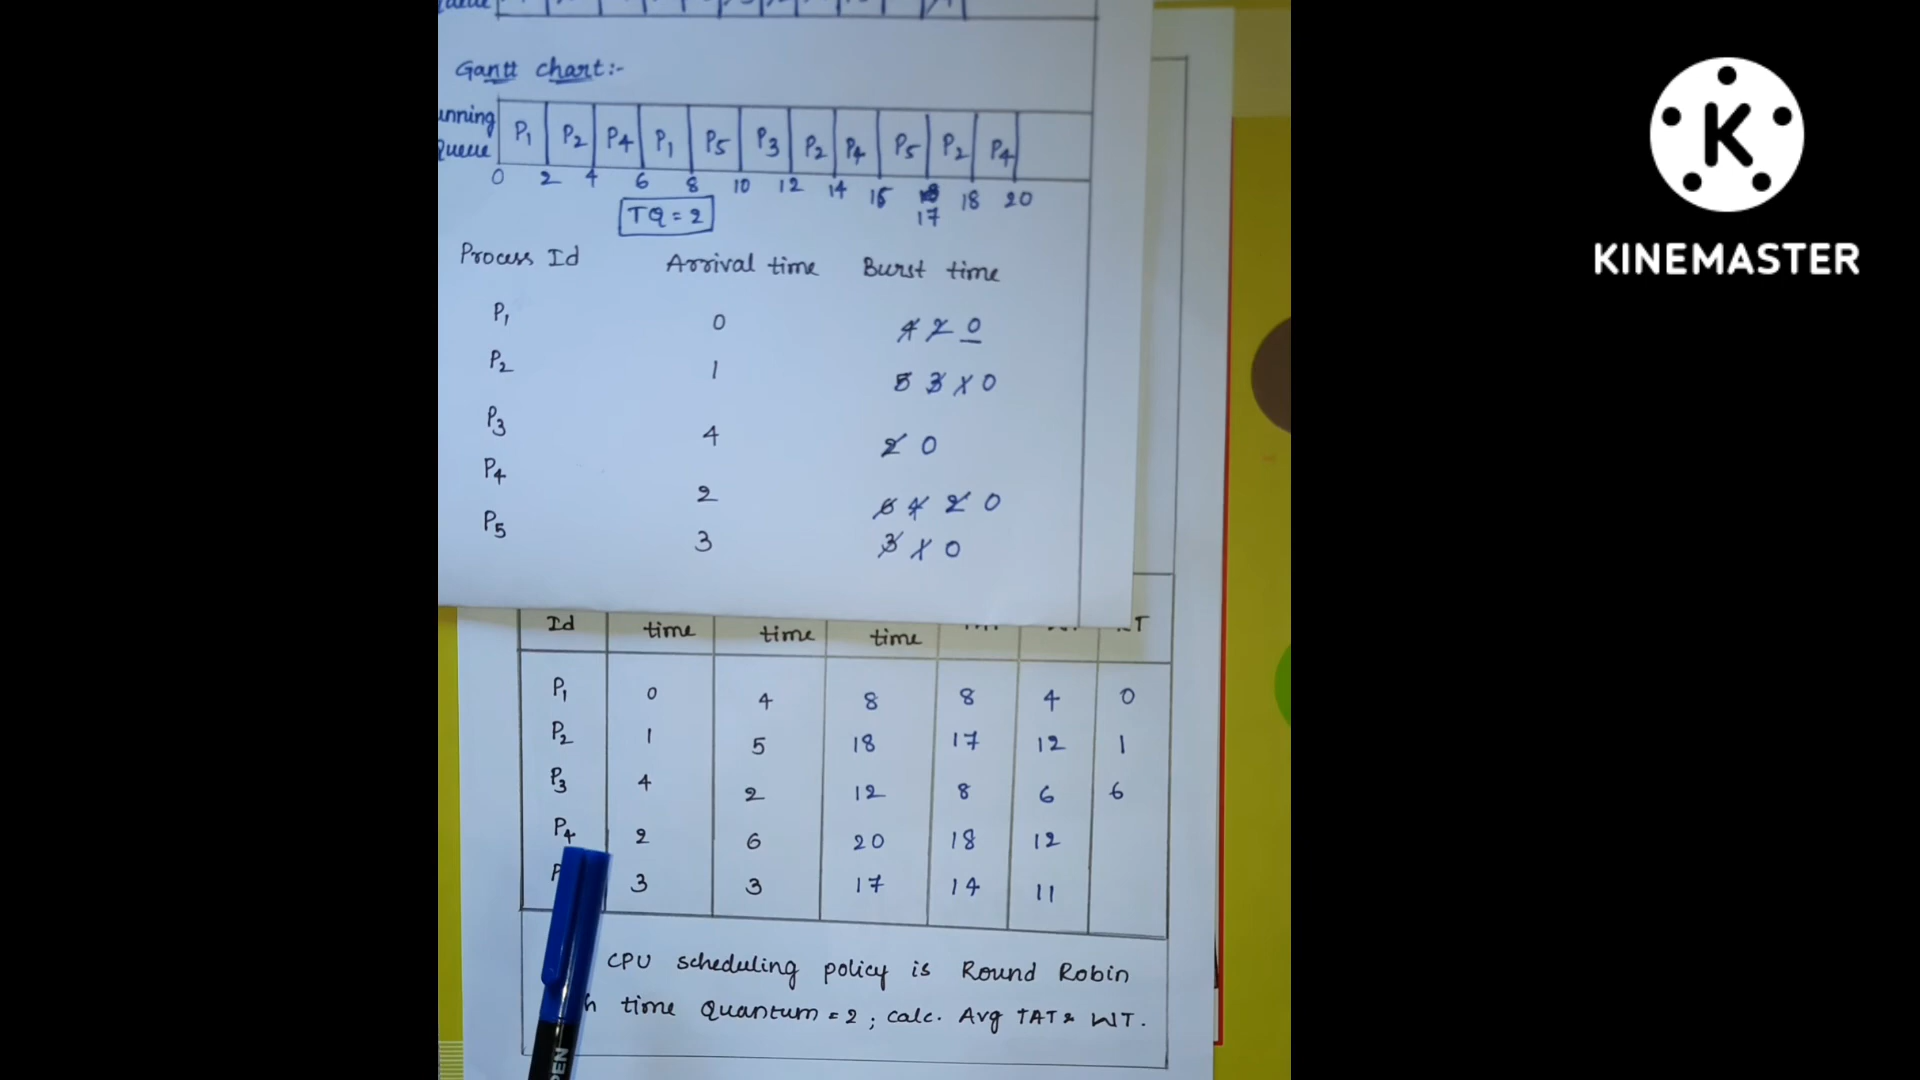 Gantt chart:-
unning
Queue
P1 P2 P4 P1 P5 P3 P2 P4 P5 P2 P4
0 2 4 6 8 10 12 14 16 17 18 20
TQ = 2
Process Id Arrival time Burst time
P1 0 4 2 0
P2 1 5 3 1 0
P3 4 2 0
P4 2 6 4 2 0
P5 3 3 1 0
Id time time time
P1 0 4 8 8 4 0
P2 1 5 18 17 12 1
P3 4 2 12 8 6 6
P4 2 6 20 18 12
P 3 3 17 14 11
CPU scheduling policy is Round Robin
h time Quantum = 2 ; calc. Avg TAT & WT.
PEN
K
KINEMASTER